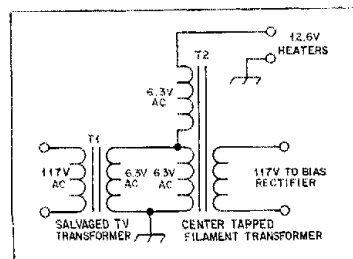 T2
12.6V
HEATERS
6.3V
AC
T1
117V
AC
6.3V
AC
6.3V
AC
117V TO BIAS
RECTIFIER
SALVAGED TV
TRANSFORMER
CENTER TAPPED
FILAMENT TRANSFORMER